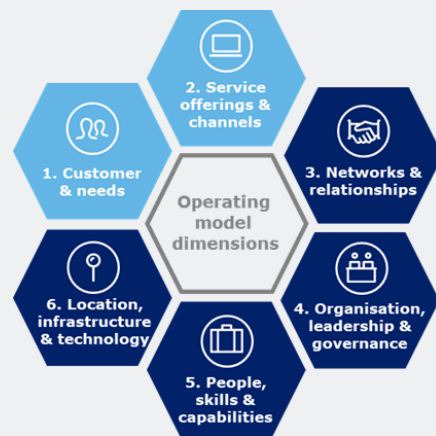 2. Service
offerings &
channels
1. Customer
& needs
3. Networks &
relationships
Operating
model
dimensions
6. Location,
infrastructure
& technology
4. Organisation,
leadership &
governance
5. People,
skills &
capabilities